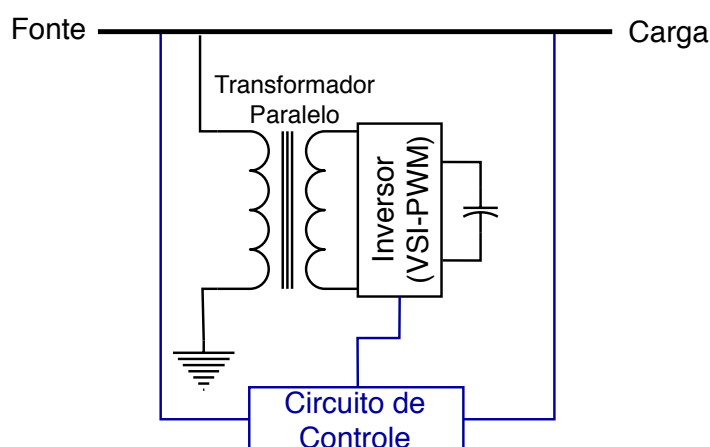 Fonte
Carga
Transformador
Paralelo
Inversor
(VSI-PWM)
Circuito de
Controle